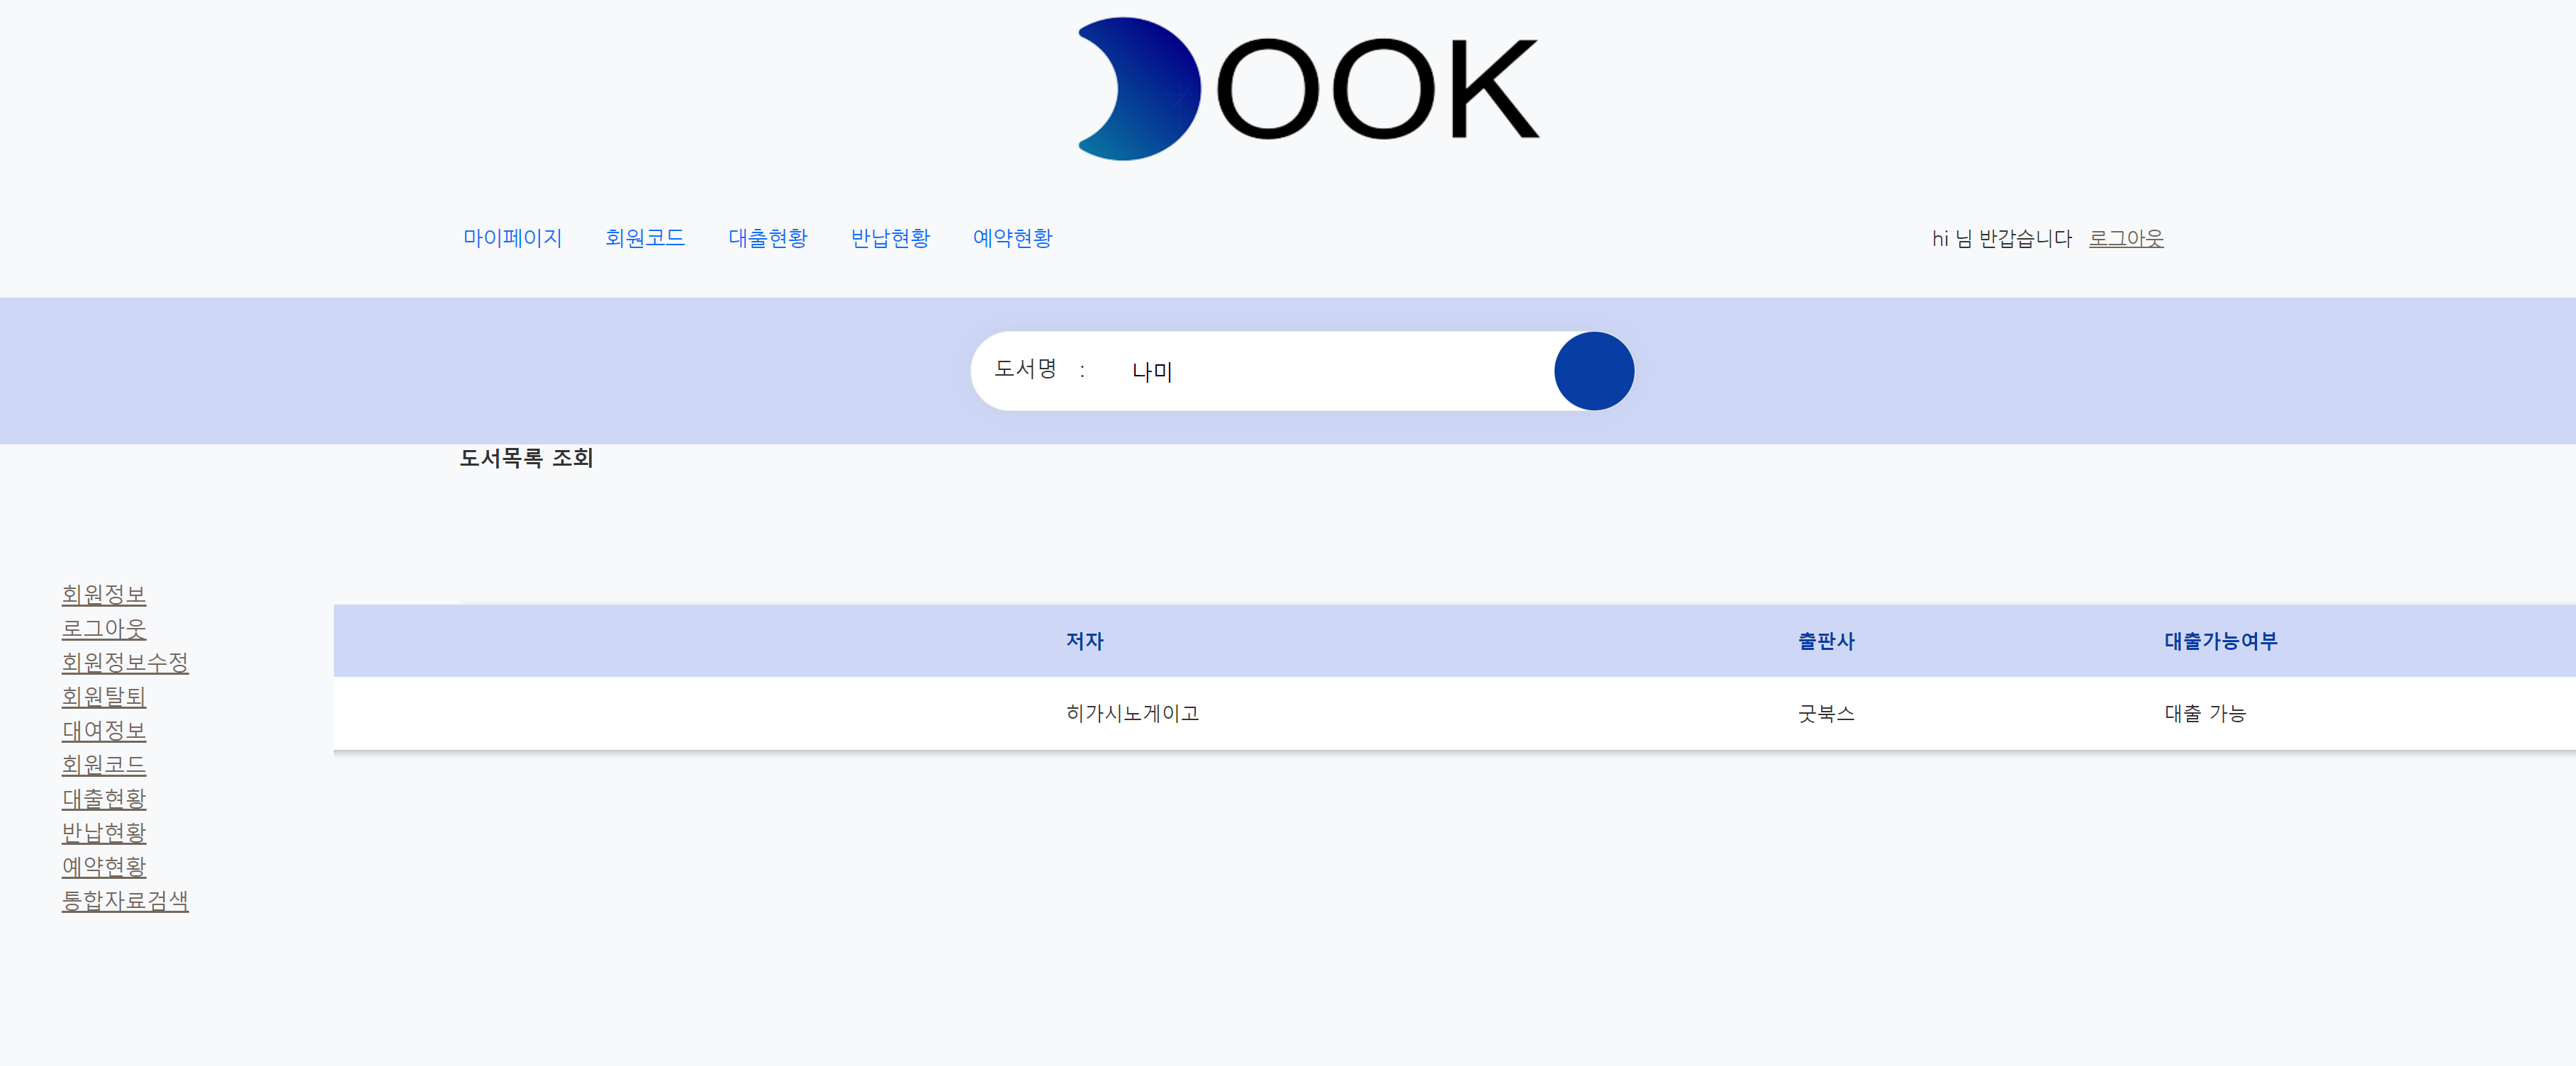 OOK
마이페이지 회원코드 대출현황 반납현황 예약현황 hi 님 반갑습니다 로그아웃
도서명 : 나미
도서목록 조회
회원정보
로그아웃
회원정보수정
회원탈퇴
대여정보
회원코드
대출현황
반납현황
예약현황
통합자료검색
저자 출판사 대출가능여부
히가시노게이고 굿북스 대출 가능